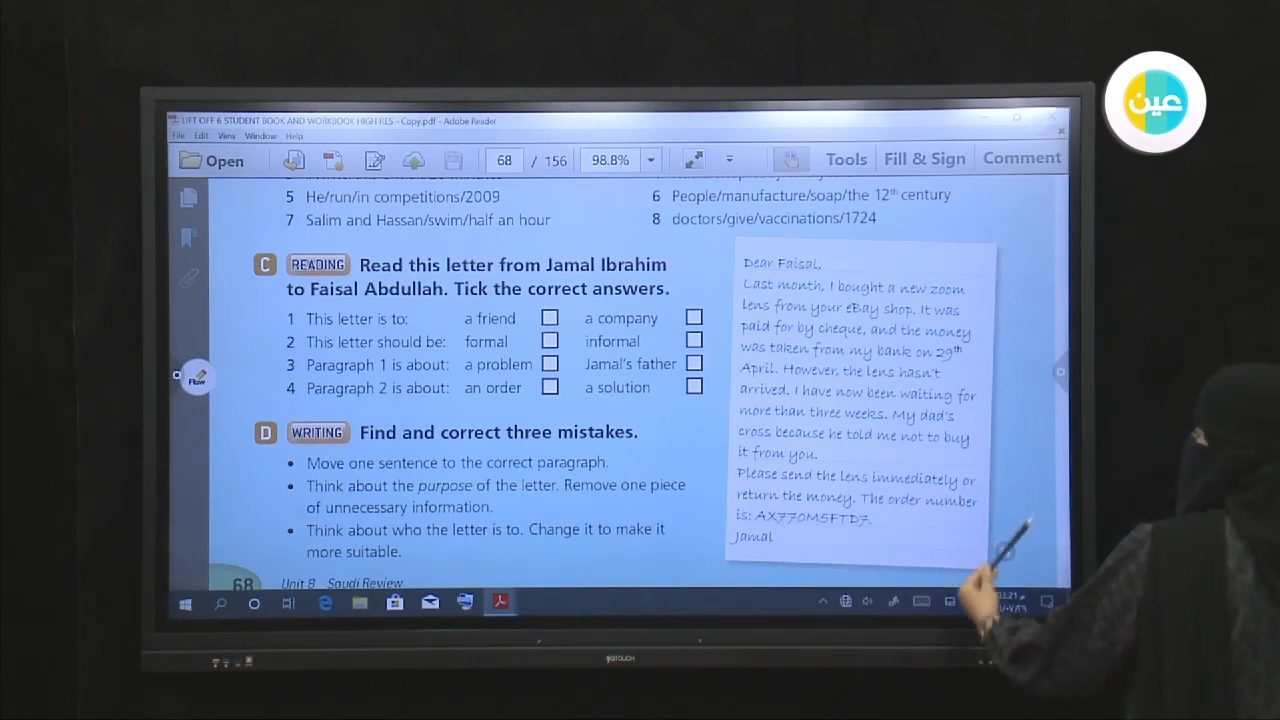 عين
LIFT OFF 6 STUDENT BOOK AND WORKBOOK HIGH RES - Copy.pdf - Adobe Reader
File Edit View Window Help
Open 68 / 156 98.8% Tools Fill & Sign Comment
5 He/run/in competitions/2009
6 People/manufacture/soap/the 12th century
7 Salim and Hassan/swim/half an hour
8 doctors/give/vaccinations/1724
C READING Read this letter from Jamal Ibrahim
to Faisal Abdullah. Tick the correct answers.
1 This letter is to: a friend a company
2 This letter should be: formal informal
3 Paragraph 1 is about: a problem Jamal's father
4 Paragraph 2 is about: an order a solution
D WRITING Find and correct three mistakes.
• Move one sentence to the correct paragraph.
• Think about the purpose of the letter. Remove one piece
of unnecessary information.
• Think about who the letter is to. Change it to make it
more suitable.
68 Unit 8 Saudi Review
Dear Faisal,
Last month, I bought a new zoom
lens from your eBay shop. It was
paid for by cheque, and the money
was taken from my bank on 29th
April. However, the lens hasn't
arrived. I have now been waiting for
more than three weeks. My dad's
cross because he told me not to buy
it from you.
Please send the lens immediately or
return the money. The order number
is: AX770M5FTD7.
Jamal
Flow